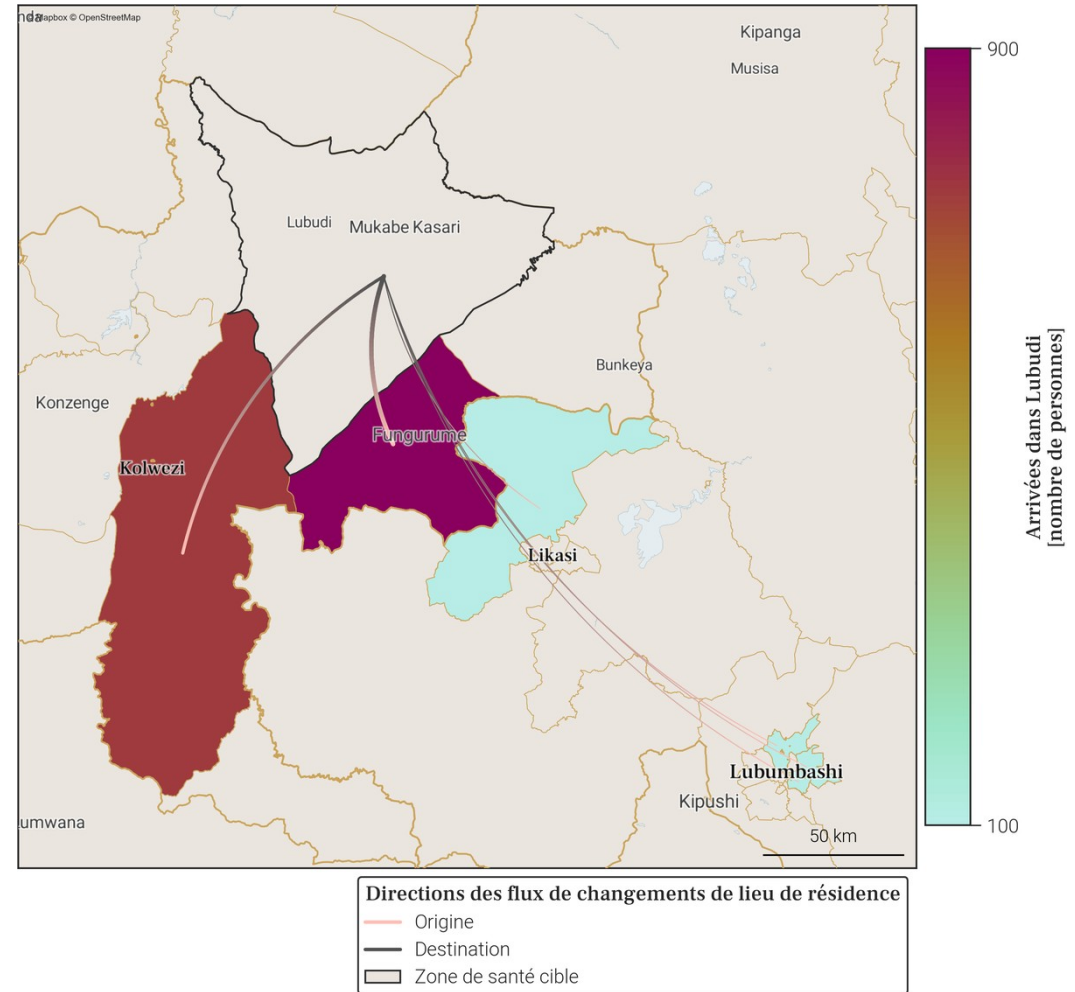 nda
© Mapbox © OpenStreetMap
Kipanga
Musisa
Lubudi
Mukabe Kasari
Bunkeya
Konzenge
Fungurume
Kolwezi
Likasi
Lubumbashi
Kipushi
umwana
50 km
900
100
Arrivées dans Lubudi
[nombre de personnes]
Directions des flux de changements de lieu de résidence
Origine
Destination
Zone de santé cible